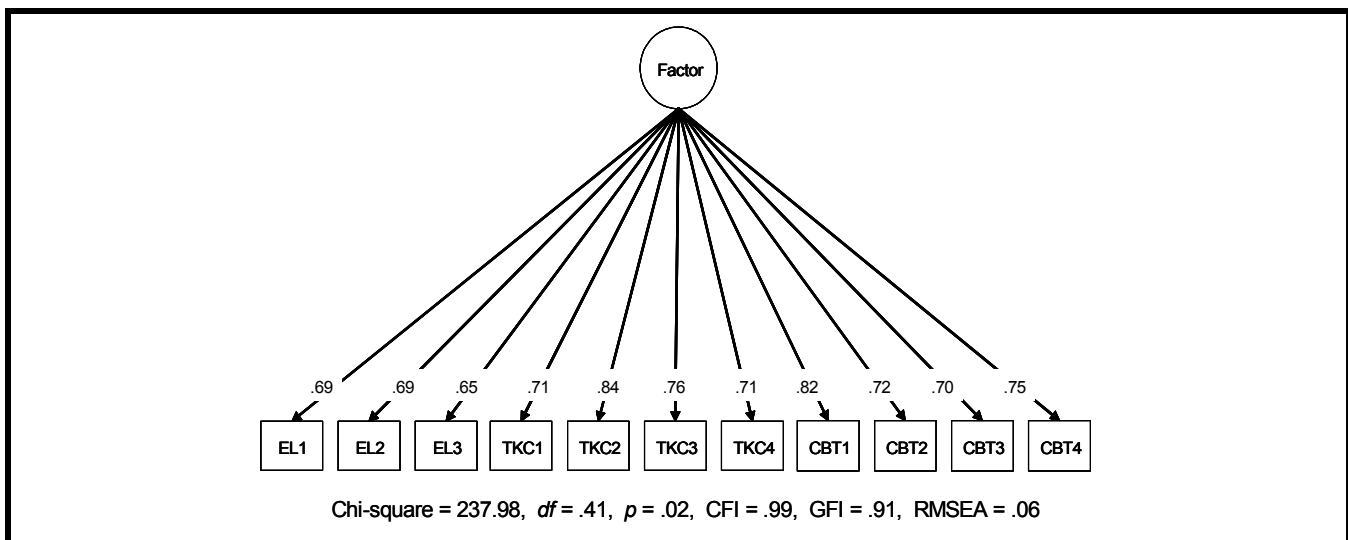 Factor
.69 .69 .65 .71 .84 .76 .71 .82 .72 .70 .75
EL1 EL2 EL3 TKC1 TKC2 TKC3 TKC4 CBT1 CBT2 CBT3 CBT4
Chi-square = 237.98, df = .41, p = .02, CFI = .99, GFI = .91, RMSEA = .06